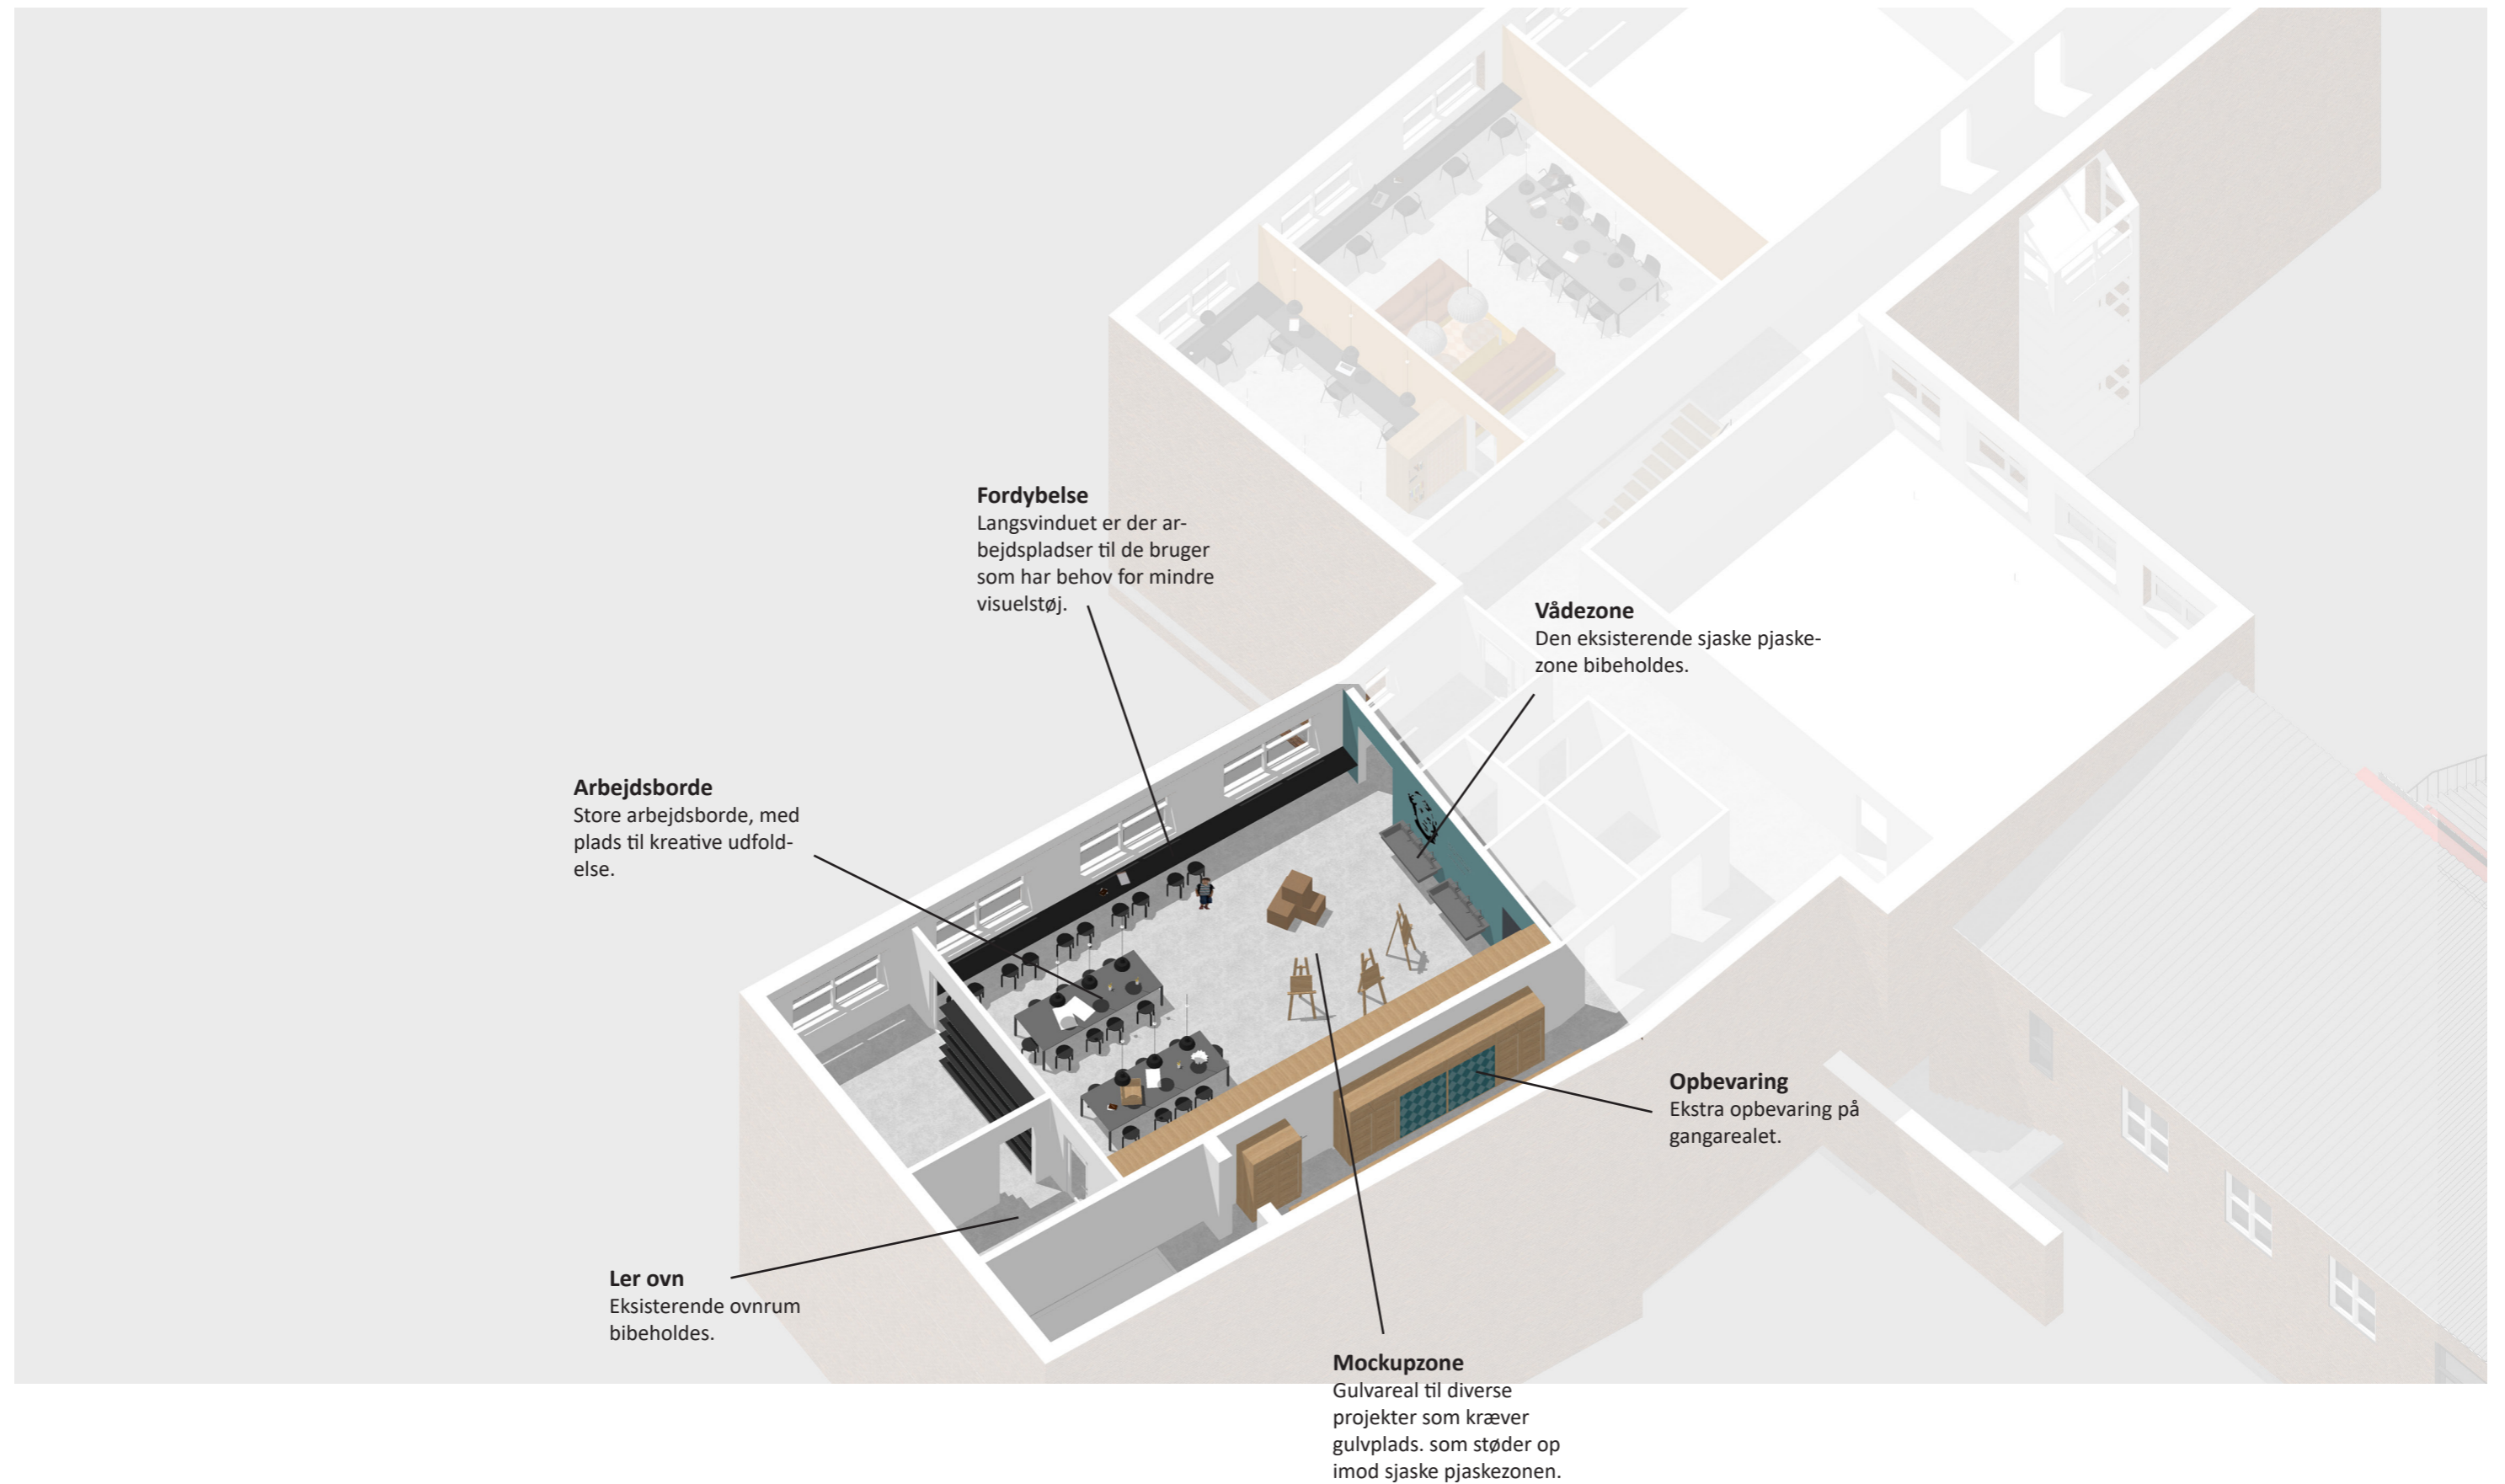 Fordybelse
Langsvinduet er der ar-
bejdspladser til de bruger
som har behov for mindre
visuelstøj.
Vådezone
Den eksisterende sjaske pjaske-
zone bibeholdes.
Arbejdsborde
Store arbejdsborde, med
plads til kreative udfold-
else.
Opbevaring
Ekstra opbevaring på
gangarealet.
Ler ovn
Eksisterende ovnrum
bibeholdes.
Mockupzone
Gulvareal til diverse
projekter som kræver
gulvplads. som støder op
imod sjaske pjaskezonen.